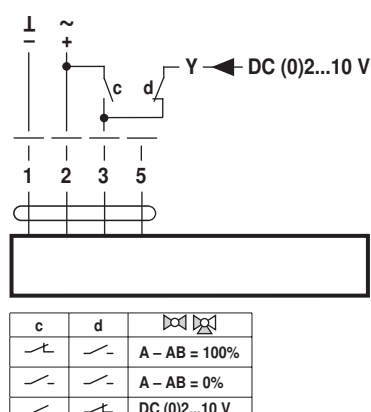 ⊥ ~
− +
c d Y DC (0)2...10 V
1 2 3 5
c d
A – AB = 100%
A – AB = 0%
DC (0)2...10 V